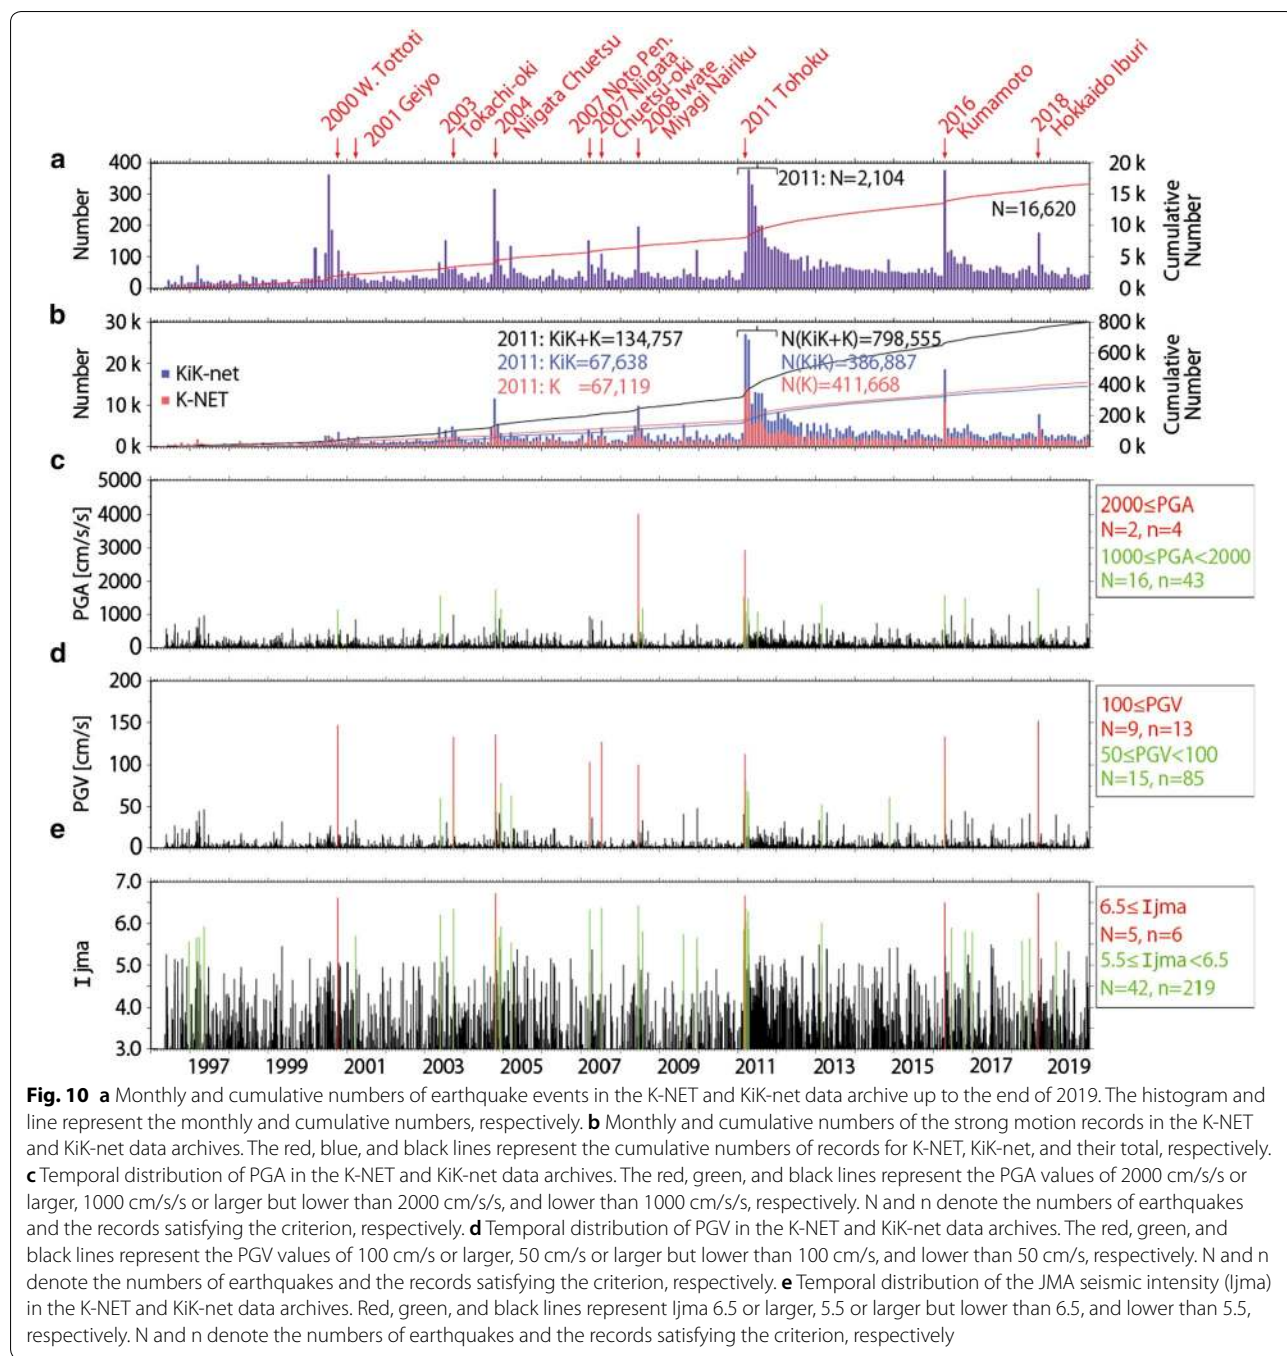 2000 W. Tottoti
2001 Geiyo
2003
Tokachi-oki
2004
Niigata Chuetsu
2007 Noto Pen.
2007 Niigata
Chuetsu-oki
2008 Iwate
Miyagi Nairiku
2011 Tohoku
2016
Kumamoto
2018
Hokkaido Iburi
a
400
300
200
100
0
Number
2011: N=2,104
N=16,620
20 k
15 k
10 k
5 k
0 k
Cumulative
Number
b
30 k
20 k
10 k
0 k
Number
KiK-net
K-NET
2011: KiK+K=134,757
2011: KiK=67,638
2011: K =67,119
N(KiK+K)=798,555
N(KiK)=386,887
N(K)=411,668
800 k
600 k
400 k
200 k
0 k
Cumulative
Number
c
5000
4000
3000
2000
1000
0
PGA [cm/s/s]
2000≤PGA
N=2, n=4
1000≤PGA<2000
N=16, n=43
d
200
150
100
50
0
PGV [cm/s]
100≤PGV
N=9, n=13
50≤PGV<100
N=15, n=85
e
7.0
6.0
5.0
4.0
3.0
I jma
6.5≤ I jma
N=5, n=6
5.5≤ I jma<6.5
N=42, n=219
1997 1999 2001 2003 2005 2007 2009 2011 2013 2015 2017 2019
Fig. 10 a Monthly and cumulative numbers of earthquake events in the K-NET and KiK-net data archive up to the end of 2019. The histogram and
line represent the monthly and cumulative numbers, respectively. b Monthly and cumulative numbers of the strong motion records in the K-NET
and KiK-net data archives. The red, blue, and black lines represent the cumulative numbers of records for K-NET, KiK-net, and their total, respectively.
c Temporal distribution of PGA in the K-NET and KiK-net data archives. The red, green, and black lines represent the PGA values of 2000 cm/s/s or
larger, 1000 cm/s/s or larger but lower than 2000 cm/s/s, and lower than 1000 cm/s/s, respectively. N and n denote the numbers of earthquakes
and the records satisfying the criterion, respectively. d Temporal distribution of PGV in the K-NET and KiK-net data archives. The red, green, and
black lines represent the PGV values of 100 cm/s or larger, 50 cm/s or larger but lower than 100 cm/s, and lower than 50 cm/s, respectively. N and n
denote the numbers of earthquakes and the records satisfying the criterion, respectively. e Temporal distribution of the JMA seismic intensity (Ijma)
in the K-NET and KiK-net data archives. Red, green, and black lines represent Ijma 6.5 or larger, 5.5 or larger but lower than 6.5, and lower than 5.5,
respectively. N and n denote the numbers of earthquakes and the records satisfying the criterion, respectively